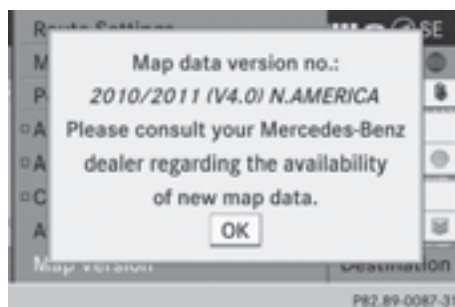 Route Settings
SE
Map data version no.:
2010/2011 (V4.0) N.AMERICA
Please consult your Mercedes-Benz
dealer regarding the availability
of new map data.
OK
Map Version
Destination
P82.89-0087-31